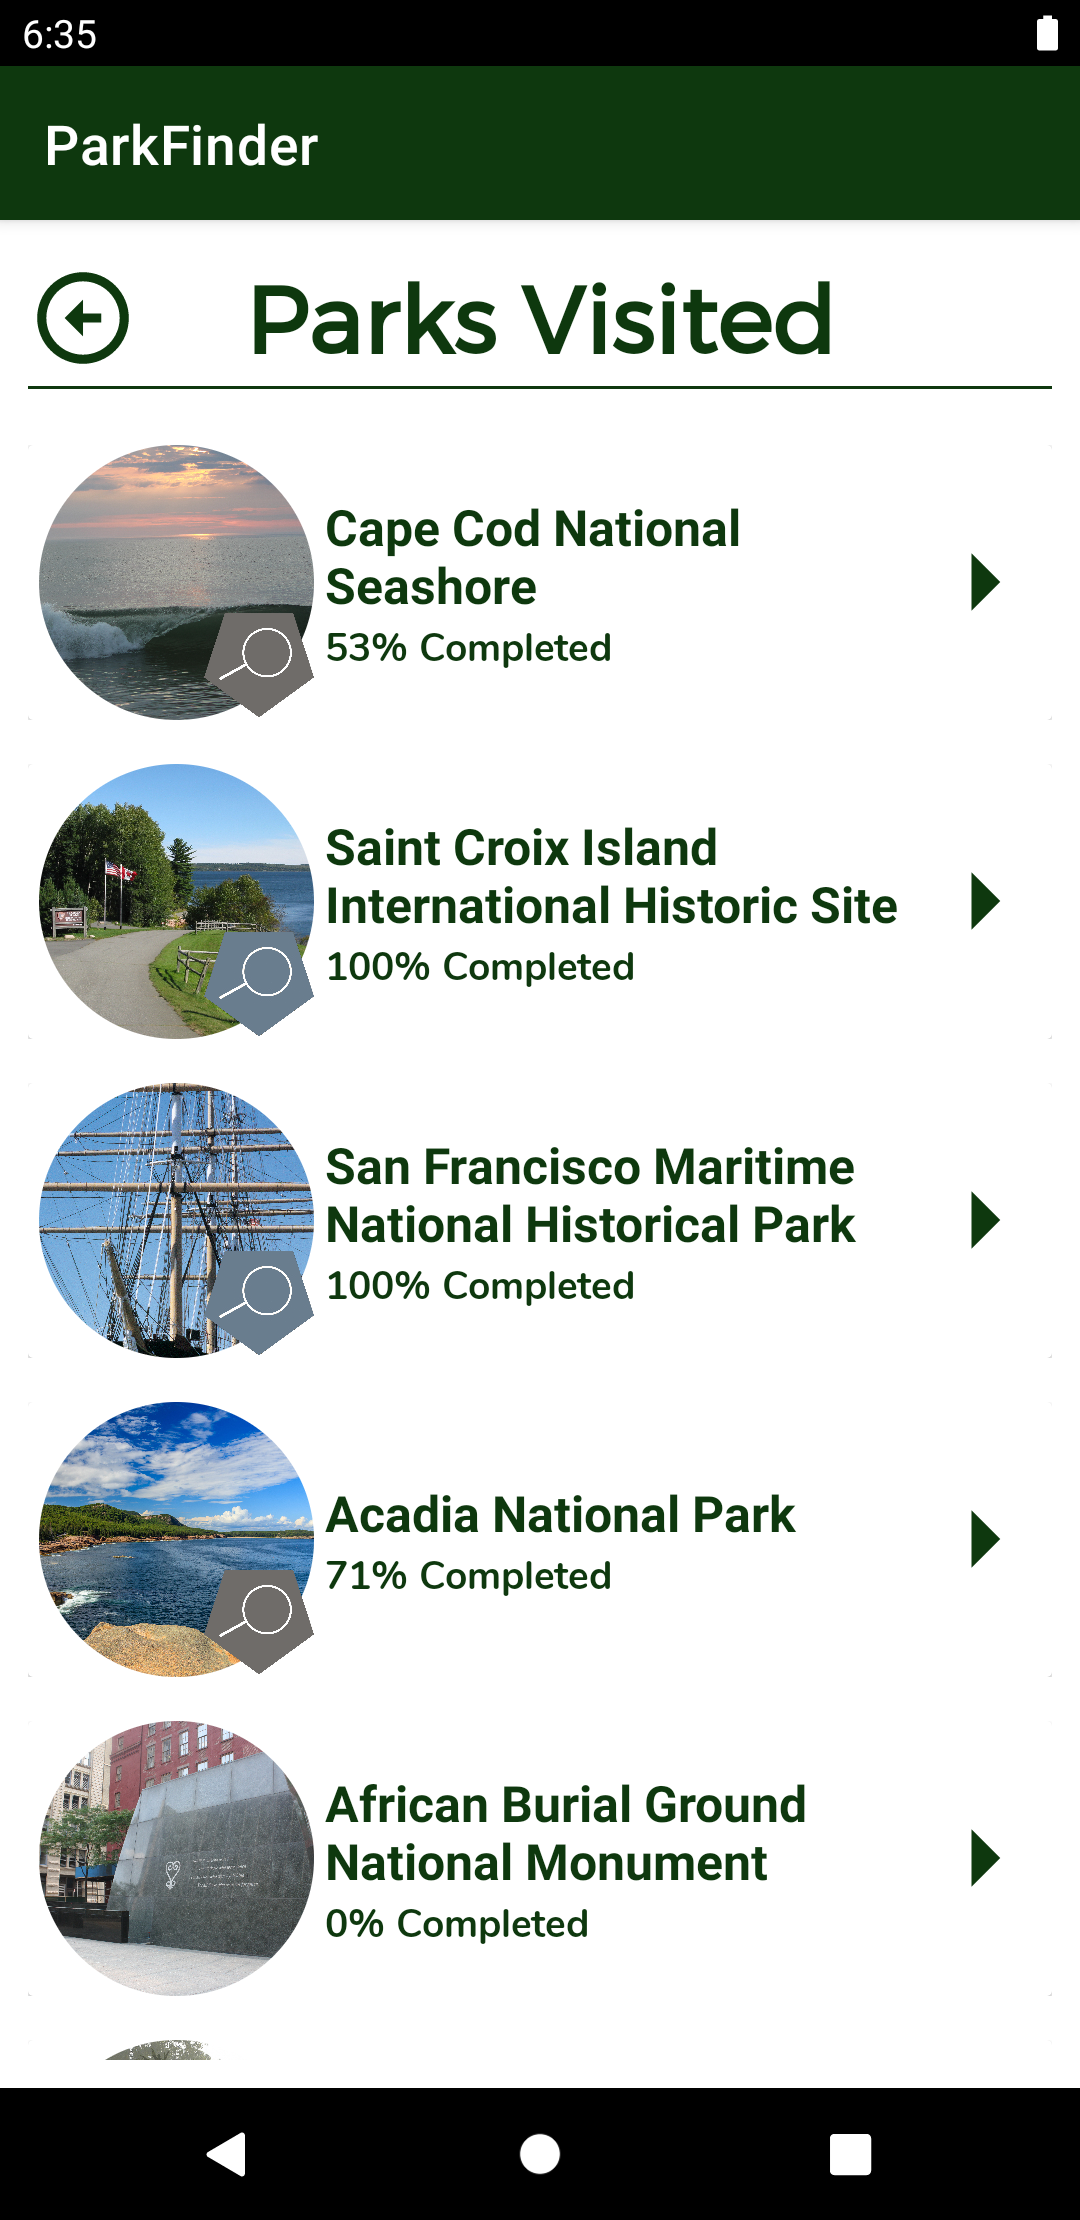 6:35
ParkFinder
Parks Visited
Cape Cod National
Seashore
53% Completed
Saint Croix Island
International Historic Site
100% Completed
San Francisco Maritime
National Historical Park
100% Completed
Acadia National Park
71% Completed
African Burial Ground
National Monument
0% Completed